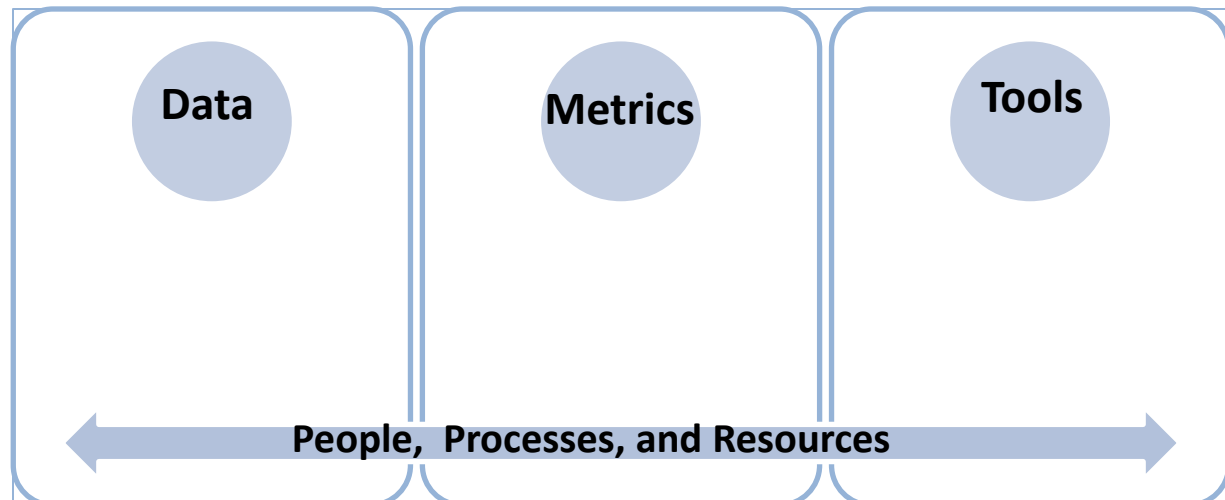 Data
Metrics
Tools
People,  Processes, and Resources